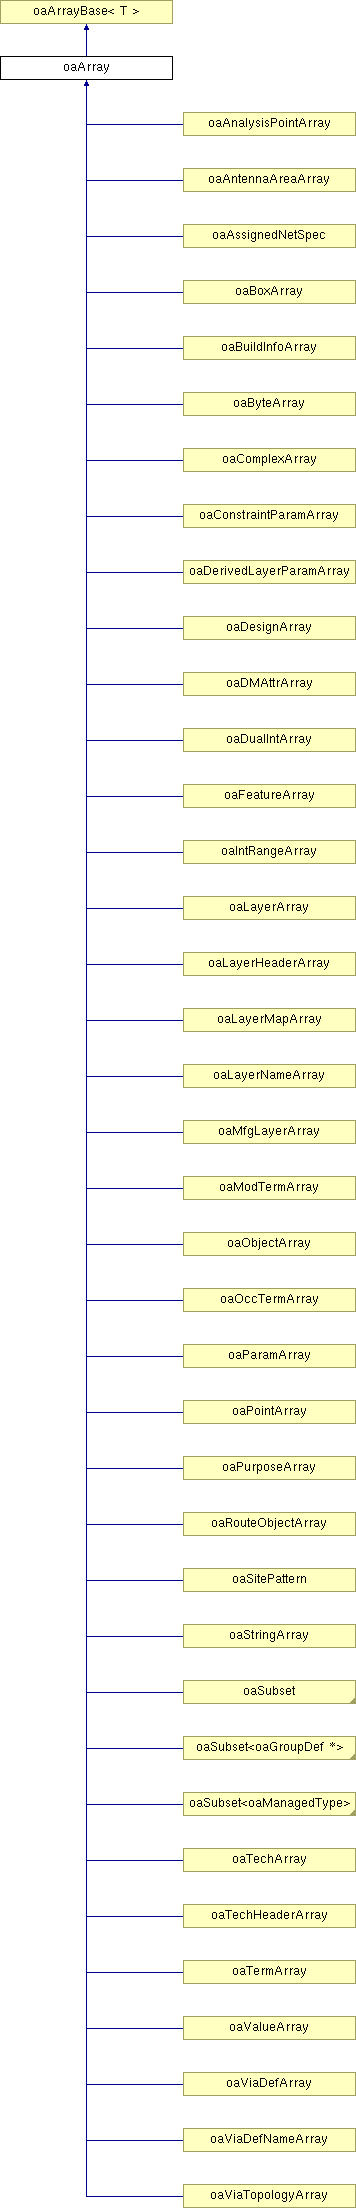 oaArrayBase< T >
oaArray
oaAnalysisPointArray
oaAntennaAreaArray
oaAssignedNetSpec
oaBoxArray
oaBuildInfoArray
oaByteArray
oaComplexArray
oaConstraintParamArray
oaDerivedLayerParamArray
oaDesignArray
oaDMAttrArray
oaDualIntArray
oaFeatureArray
oaIntRangeArray
oaLayerArray
oaLayerHeaderArray
oaLayerMapArray
oaLayerNameArray
oaMfgLayerArray
oaModTermArray
oaObjectArray
oaOccTermArray
oaParamArray
oaPointArray
oaPurposeArray
oaRouteObjectArray
oaSitePattern
oaStringArray
oaSubset
oaSubset<oaGroupDef *>
oaSubset<oaManagedType>
oaTechArray
oaTechHeaderArray
oaTermArray
oaValueArray
oaViaDefArray
oaViaDefNameArray
oaViaTopologyArray